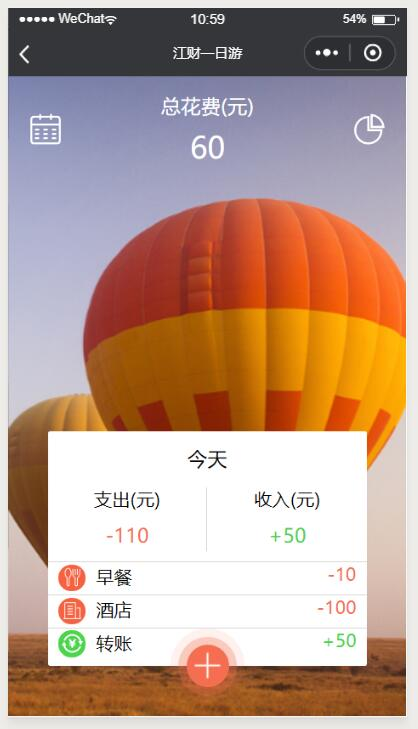 WeChat 10:59 54%
江财一日游
总花费(元)
60
今天
支出(元) 收入(元)
-110 +50
早餐 -10
酒店 -100
转账 +50